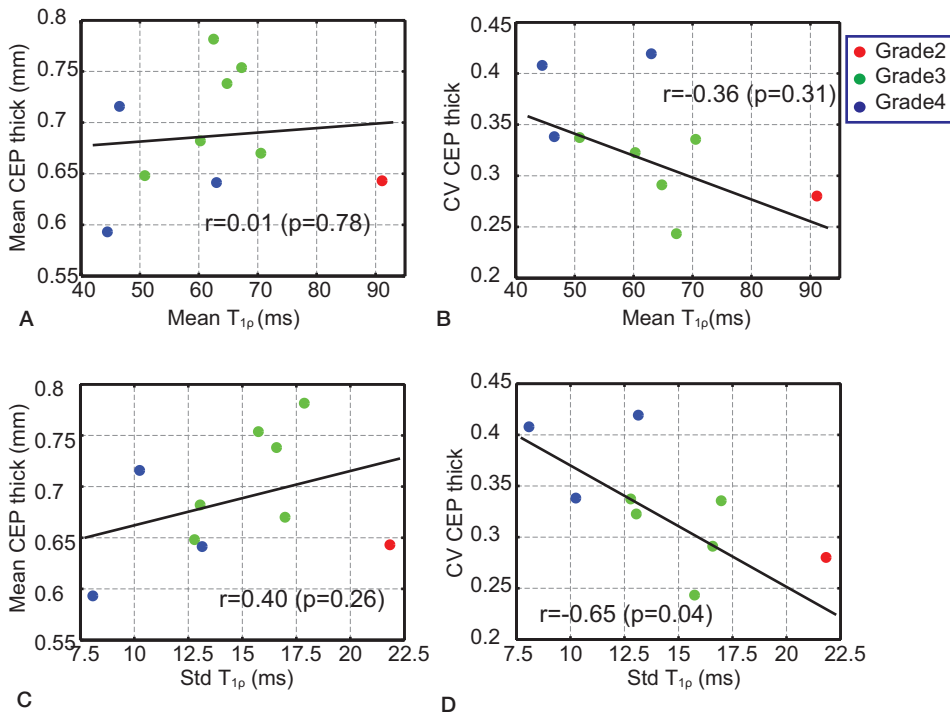 A
0.8
0.75
0.7
0.65
0.6
0.55
Mean CEP thick (mm)
r=0.01 (p=0.78)
40 50 60 70 80 90
Mean T1ρ (ms)
B
0.45
0.4
0.35
0.3
0.25
0.2
CV CEP thick
r=-0.36 (p=0.31)
40 50 60 70 80 90
Mean T1ρ(ms)
Grade2
Grade3
Grade4
C
0.8
0.75
0.7
0.65
0.6
0.55
Mean CEP thick (mm)
r=0.40 (p=0.26)
7.5 10 12.5 15 17.5 20 22.5
Std T1ρ (ms)
D
0.45
0.4
0.35
0.3
0.25
0.2
CV CEP thick
r=-0.65 (p=0.04)
7.5 10 12.5 15 17.5 20 22.5
Std T1ρ (ms)